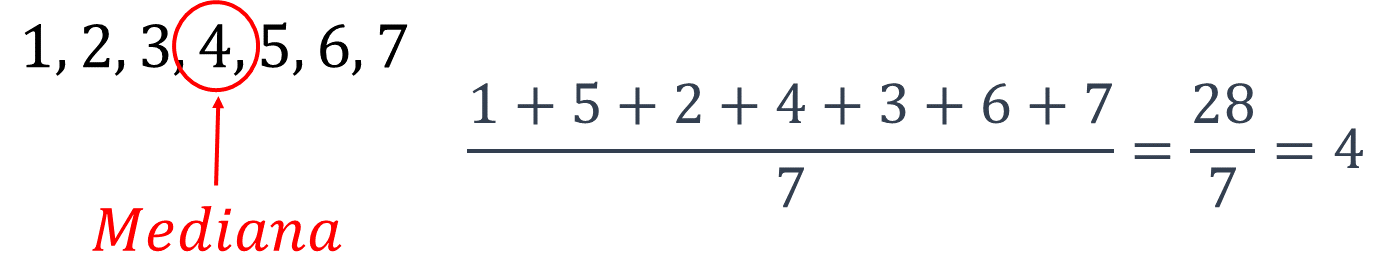 1, 2, 3, 4, 5, 6, 7
Mediana
1 + 5 + 2 + 4 + 3 + 6 + 7
7
= 28/7 = 4